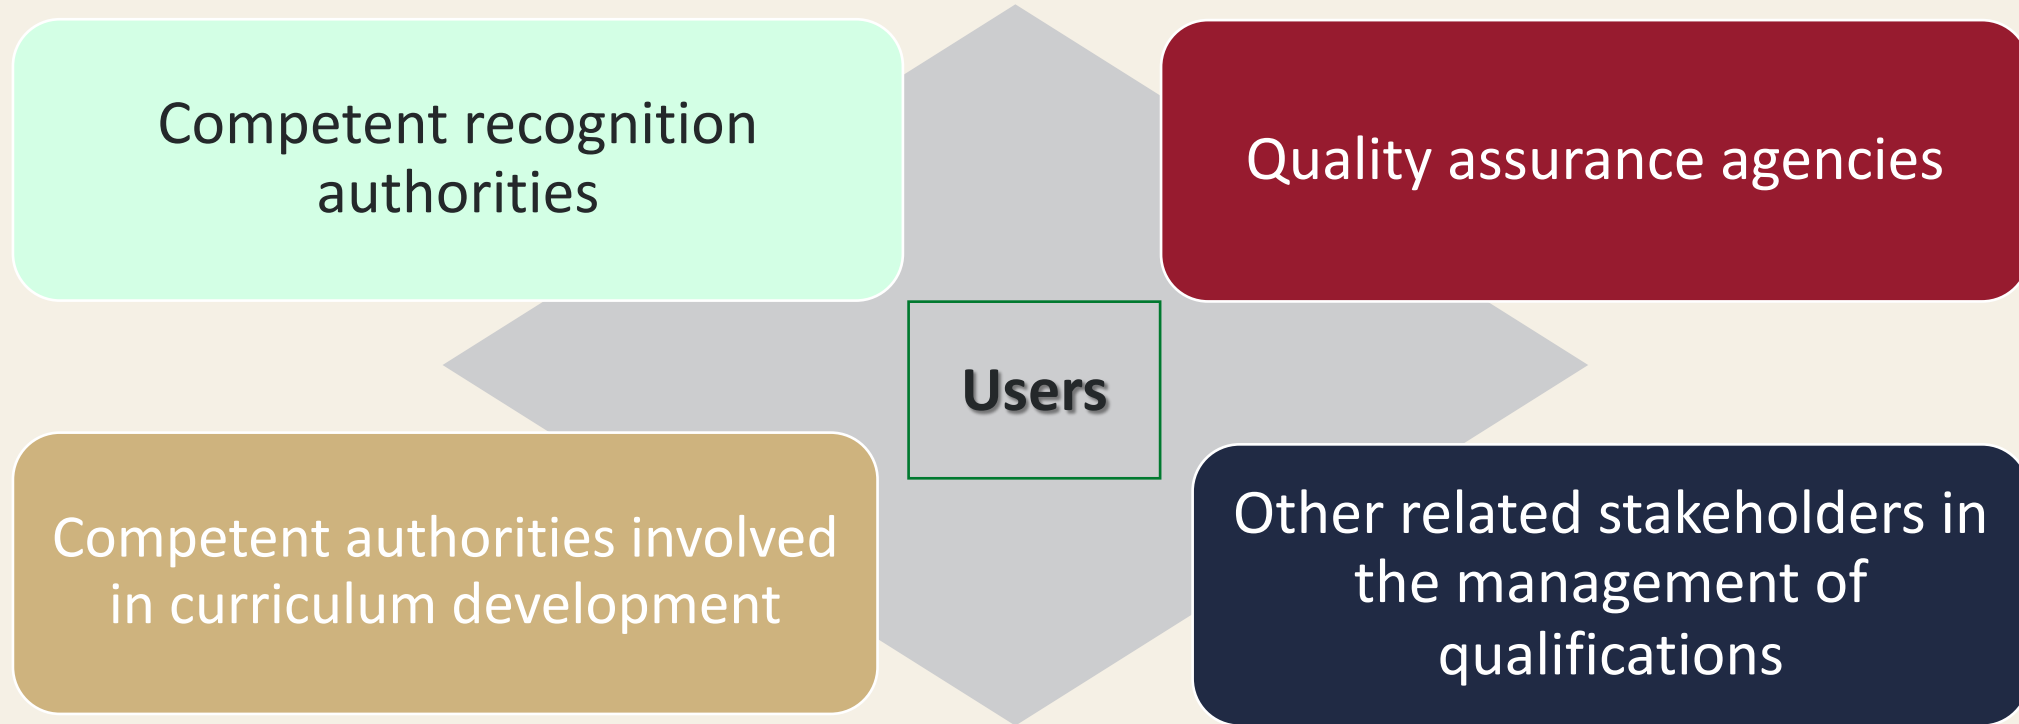 Competent recognition
authorities
Quality assurance agencies
Users
Competent authorities involved
in curriculum development
Other related stakeholders in
the management of
qualifications